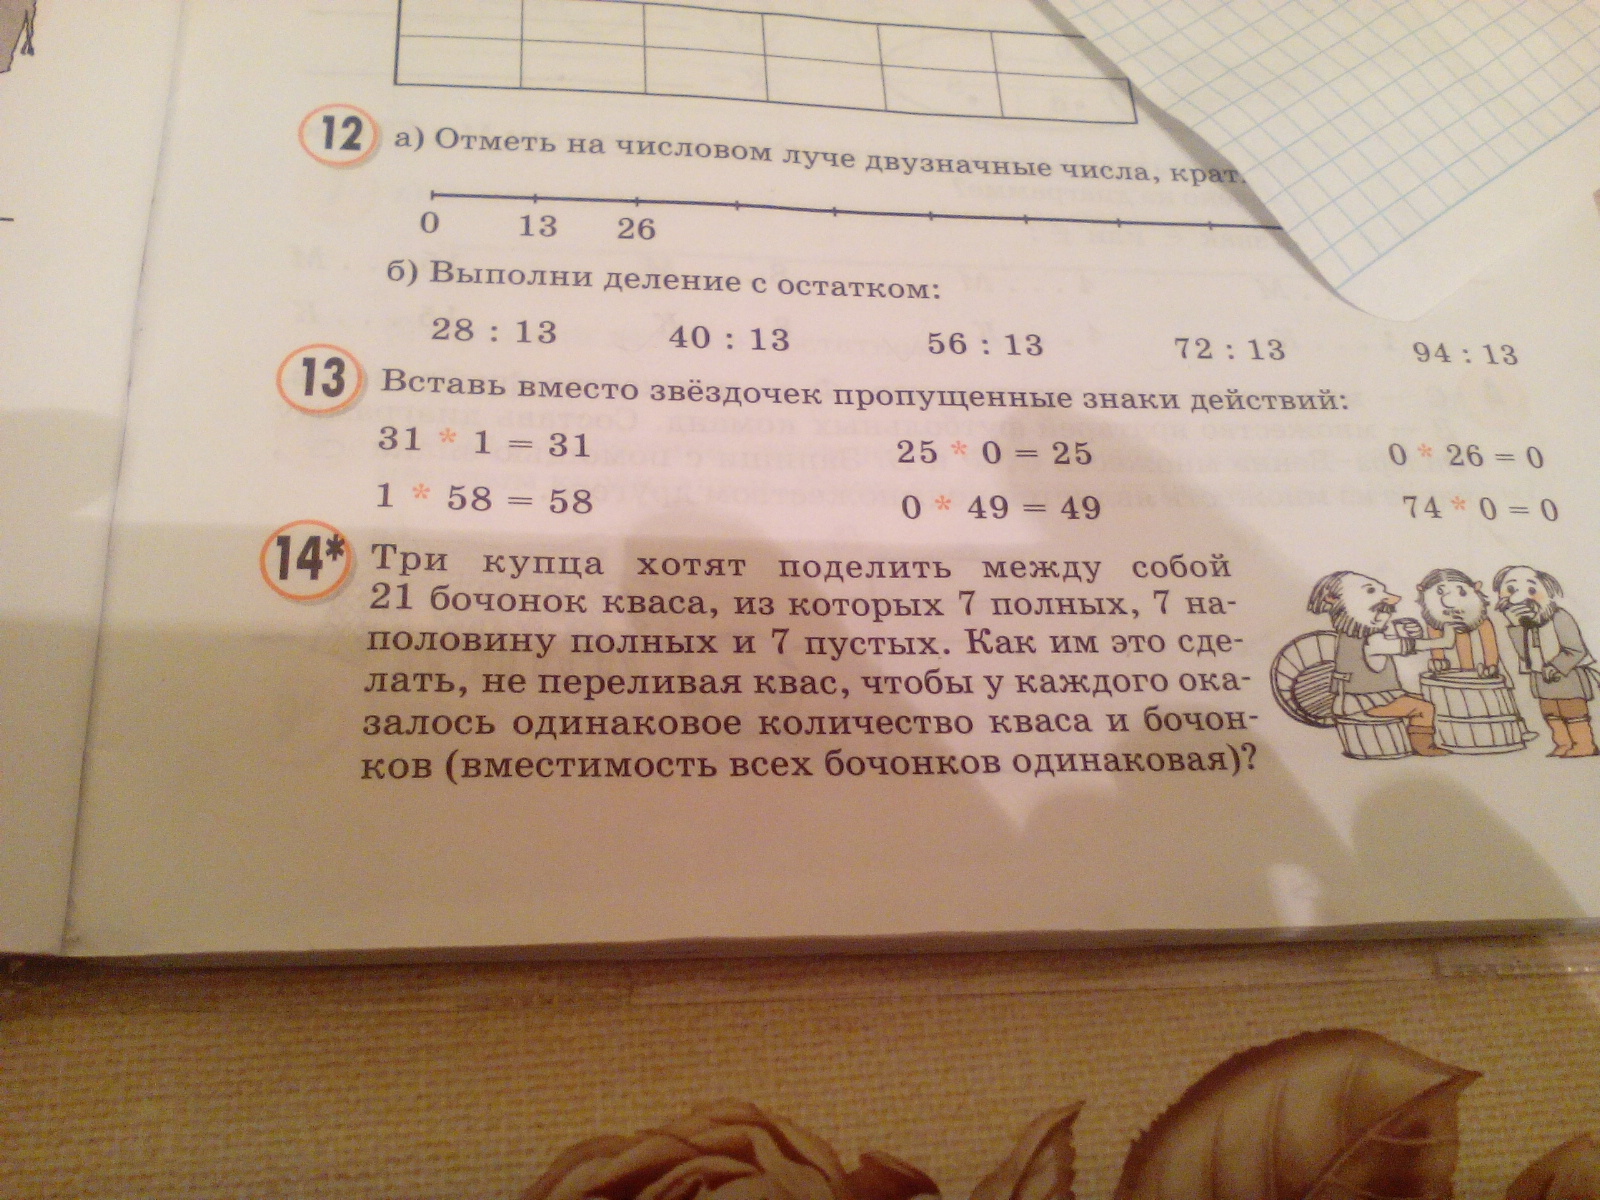 12 а) Отметь на числовом луче двузначные числа, крат
0 13 26
б) Выполни деление с остатком:
28 : 13 40 : 13 56 : 13 72 : 13 94 : 13
13 Вставь вместо звёздочек пропущенные знаки действий:
31 * 1 = 31 25 * 0 = 25 0 * 26 = 0
1 * 58 = 58 0 * 49 = 49 74 * 0 = 0
14* Три купца хотят поделить между собой
21 бочонок кваса, из которых 7 полных, 7 на-
половину полных и 7 пустых. Как им это сде-
лать, не переливая квас, чтобы у каждого ока-
залось одинаковое количество кваса и бочон-
ков (вместимость всех бочонков одинаковая)?